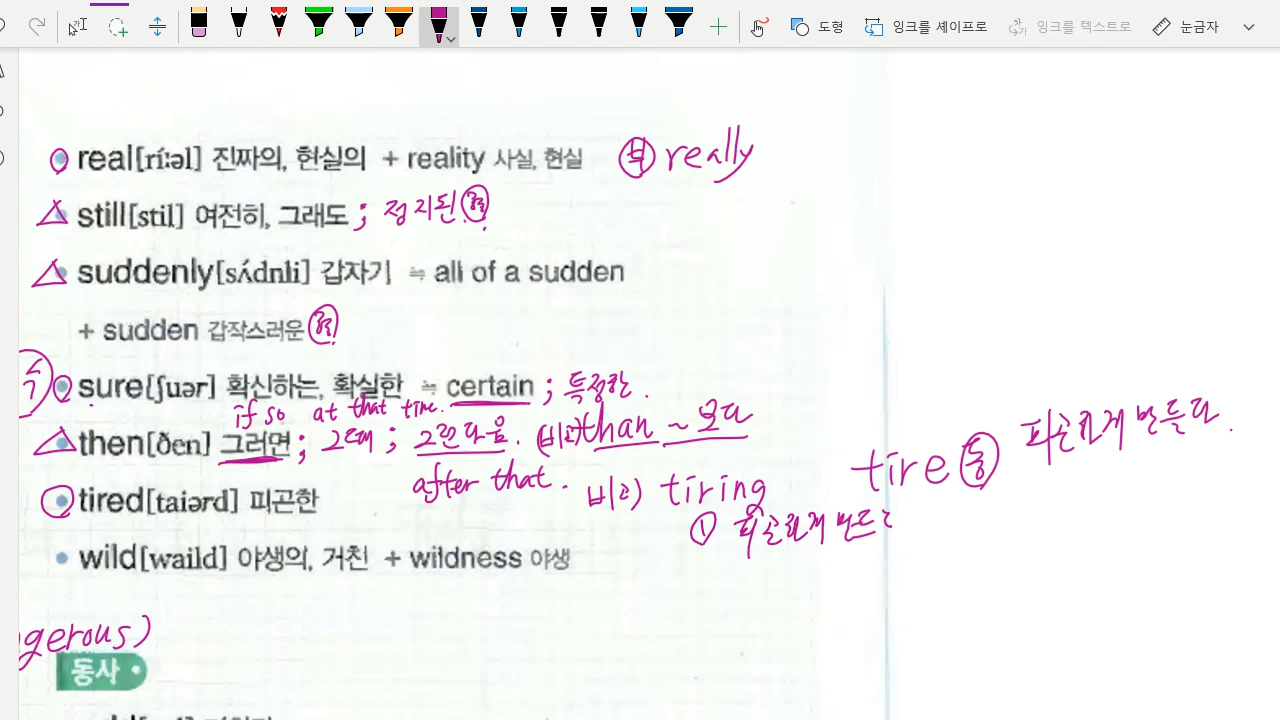 도형 잉크를 셰이프로 잉크를 텍스트로 눈금자
real[ríːəl] 진짜의, 현실의 + reality 사실, 현실 부 really
still[stil] 여전히, 그래도 ; 정지된 형
suddenly[sʌ́dnli] 갑자기 ≒ all of a sudden
+ sudden 갑작스러운 형
sure[ʃuər] 확신하는, 확실한 ≒ certain ; 특정한.
if so at that time.
then[ðen] 그러면 ; 그때 ; 그런다음. (비교)than ~보다
after that.
tire 동 피곤하게 만들다.
tired[taiərd] 피곤한 비교) tiring
① 피곤하게 만드는
wild[waild] 야생의, 거친 + wildness 야생
gerous)
동사